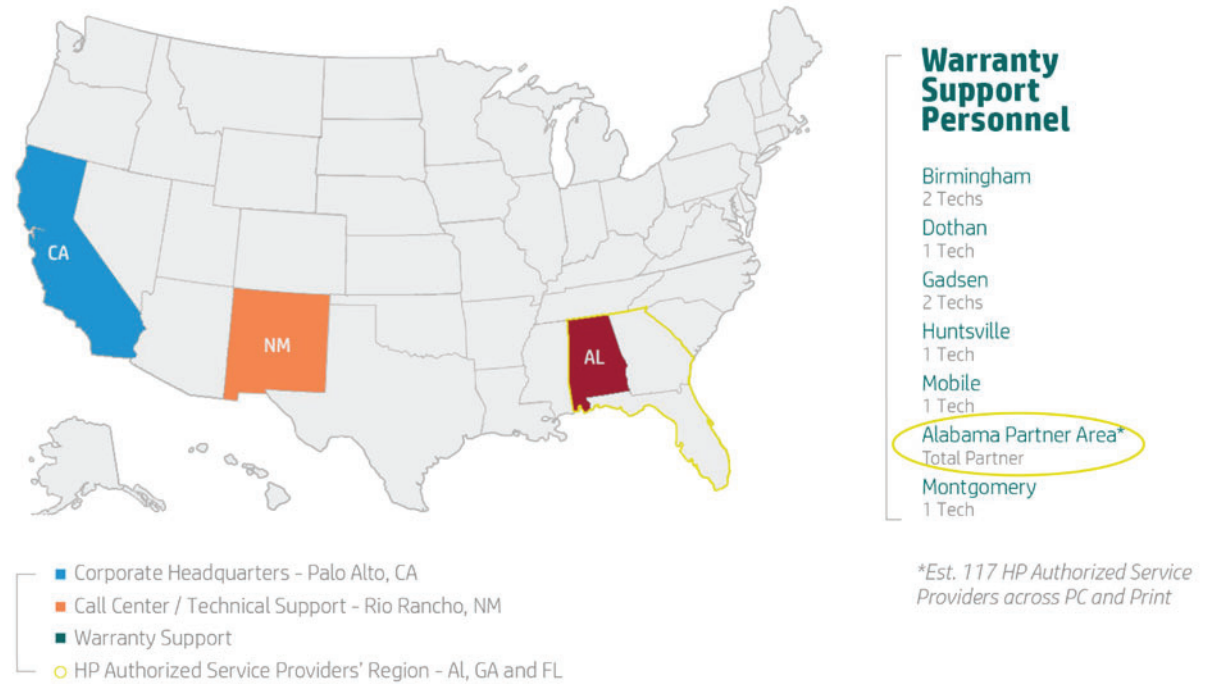 CA
NM
AL
Corporate Headquarters - Palo Alto, CA
Call Center / Technical Support - Rio Rancho, NM
Warranty Support
HP Authorized Service Providers' Region - Al, GA and FL
Warranty
Support
Personnel
Birmingham
2 Techs
Dothan
1 Tech
Gadsen
2 Techs
Huntsville
1 Tech
Mobile
1 Tech
Alabama Partner Area*
Total Partner
Montgomery
1 Tech
*Est. 117 HP Authorized Service
Providers across PC and Print